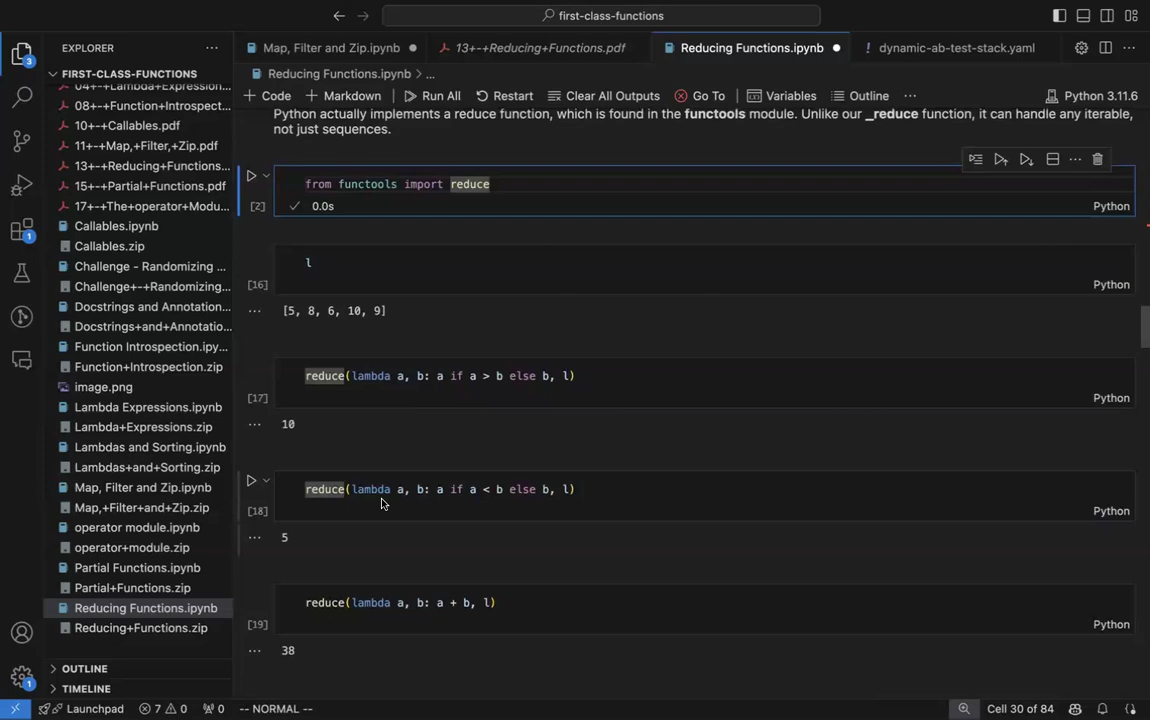 first-class-functions
EXPLORER
FIRST-CLASS-FUNCTIONS
04+-+Lambda+Expression...
08+-+Function+Introspect...
10+-+Callables.pdf
11+-+Map,+Filter,+Zip.pdf
13+-+Reducing+Functions...
15+-+Partial+Functions.pdf
17+-+The+operator+Modu...
Callables.ipynb
Callables.zip
Challenge - Randomizing ...
Challenge+-+Randomizing...
Docstrings and Annotation...
Docstrings+and+Annotatio...
Function Introspection.ipy...
Function+Introspection.zip
image.png
Lambda Expressions.ipynb
Lambda+Expressions.zip
Lambdas and Sorting.ipynb
Lambdas+and+Sorting.zip
Map, Filter and Zip.ipynb
Map,+Filter+and+Zip.zip
operator module.ipynb
operator+module.zip
Partial Functions.ipynb
Partial+Functions.zip
Reducing Functions.ipynb
Reducing+Functions.zip
OUTLINE
TIMELINE
3
1
1
Map, Filter and Zip.ipynb
13+-+Reducing+Functions.pdf
Reducing Functions.ipynb
dynamic-ab-test-stack.yaml
Reducing Functions.ipynb > ...
+ Code + Markdown Run All Restart Clear All Outputs Go To Variables Outline ... Python 3.11.6
Python actually implements a reduce function, which is found in the functools module. Unlike our _reduce function, it can handle any iterable,
not just sequences.
from functools import reduce
[2] 0.0s Python
l
[16] Python
[5, 8, 6, 10, 9]
reduce(lambda a, b: a if a > b else b, l)
[17] Python
10
reduce(lambda a, b: a if a < b else b, l)
[18] Python
5
reduce(lambda a, b: a + b, l)
[19] Python
38
Launchpad 7 0 0 -- NORMAL -- Cell 30 of 84